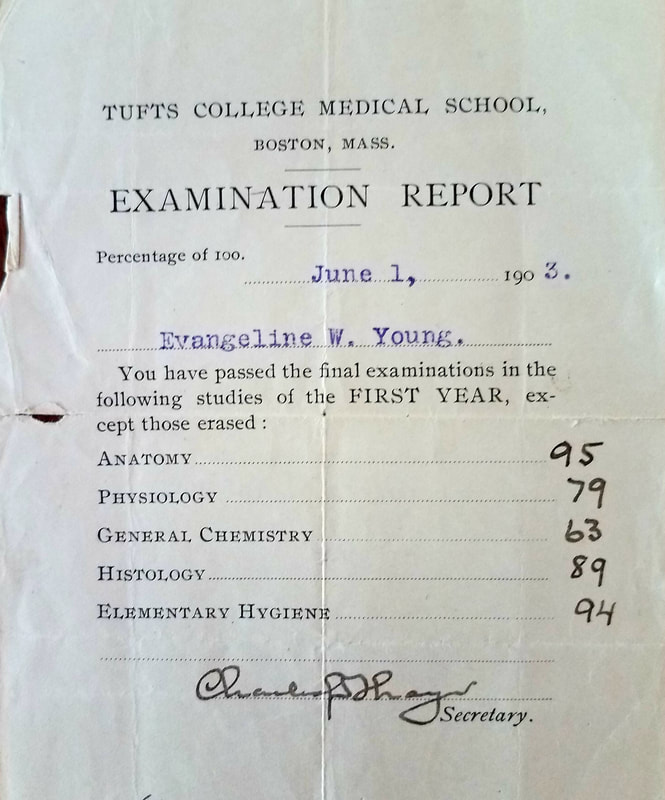 TUFTS COLLEGE MEDICAL SCHOOL,
BOSTON, MASS.
EXAMINATION REPORT
Percentage of 100.
June 1, 1903.
Evangeline W. Young.
You have passed the final examinations in the
following studies of the FIRST YEAR, ex-
cept those erased :
ANATOMY 95
PHYSIOLOGY 79
GENERAL CHEMISTRY 63
HISTOLOGY 89
ELEMENTARY HYGIENE 94
Charles P. Thayer
Secretary.